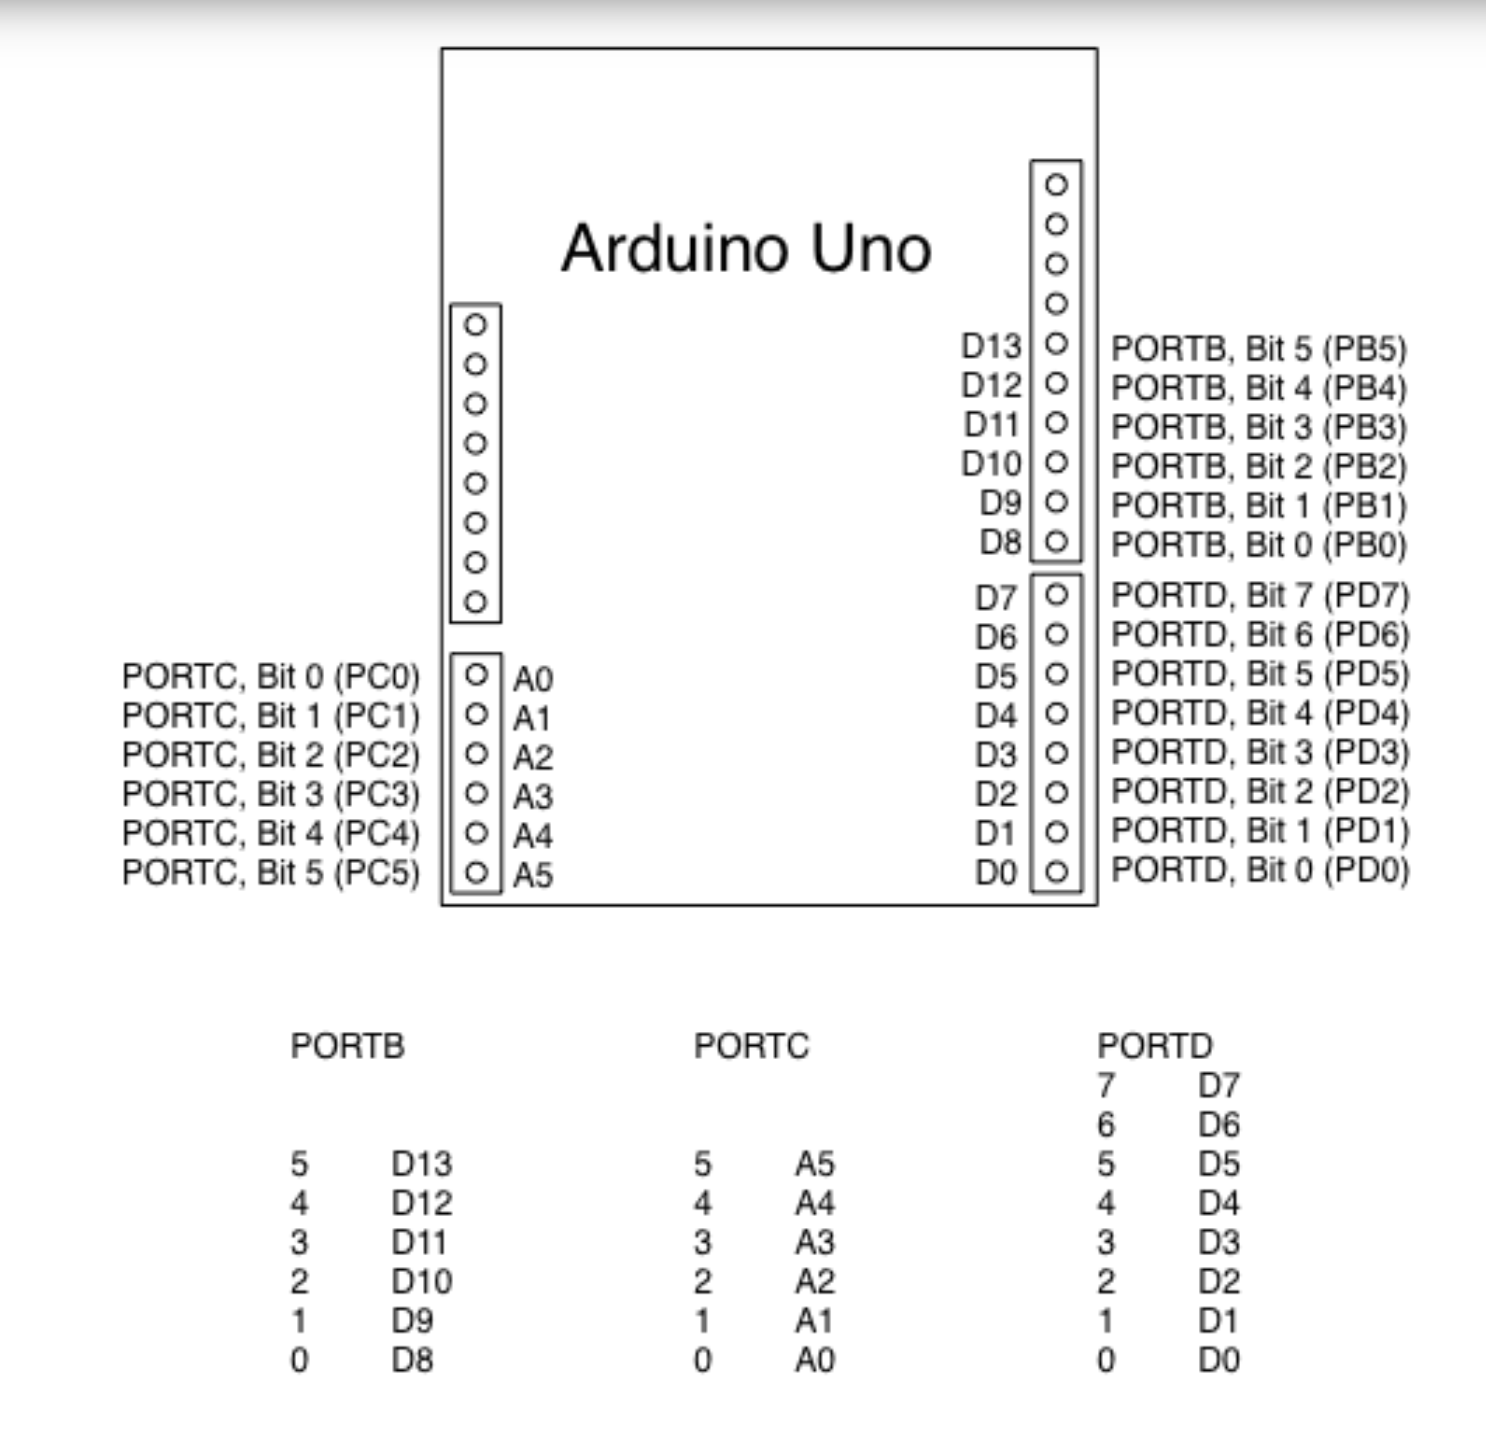 Arduino Uno
D13 PORTB, Bit 5 (PB5)
D12 PORTB, Bit 4 (PB4)
D11 PORTB, Bit 3 (PB3)
D10 PORTB, Bit 2 (PB2)
D9 PORTB, Bit 1 (PB1)
D8 PORTB, Bit 0 (PB0)
D7 PORTD, Bit 7 (PD7)
D6 PORTD, Bit 6 (PD6)
D5 PORTD, Bit 5 (PD5)
D4 PORTD, Bit 4 (PD4)
D3 PORTD, Bit 3 (PD3)
D2 PORTD, Bit 2 (PD2)
D1 PORTD, Bit 1 (PD1)
D0 PORTD, Bit 0 (PD0)
PORTC, Bit 0 (PC0) A0
PORTC, Bit 1 (PC1) A1
PORTC, Bit 2 (PC2) A2
PORTC, Bit 3 (PC3) A3
PORTC, Bit 4 (PC4) A4
PORTC, Bit 5 (PC5) A5
PORTB PORTC PORTD
7 D7
6 D6
5 D13 5 A5 5 D5
4 D12 4 A4 4 D4
3 D11 3 A3 3 D3
2 D10 2 A2 2 D2
1 D9 1 A1 1 D1
0 D8 0 A0 0 D0